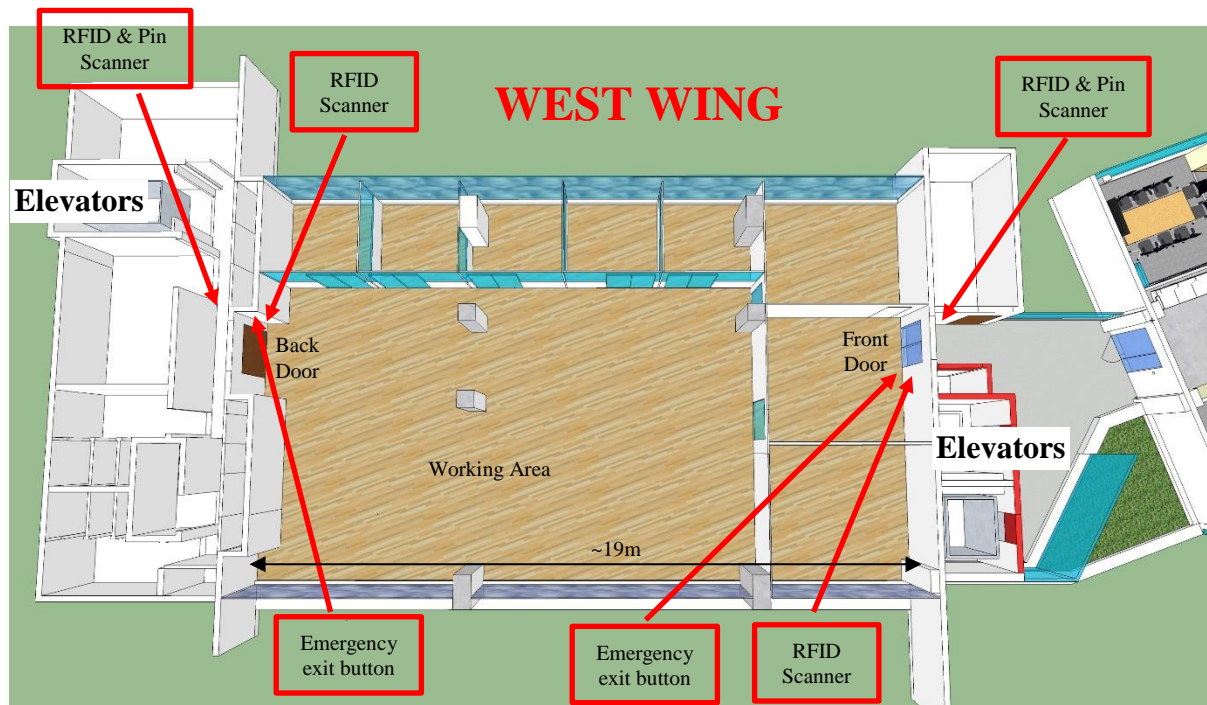 RFID & Pin
Scanner
RFID
Scanner
WEST WING
RFID & Pin
Scanner
Elevators
Back
Door
Front
Door
Elevators
Working Area
~19m
Emergency
exit button
Emergency
exit button
RFID
Scanner